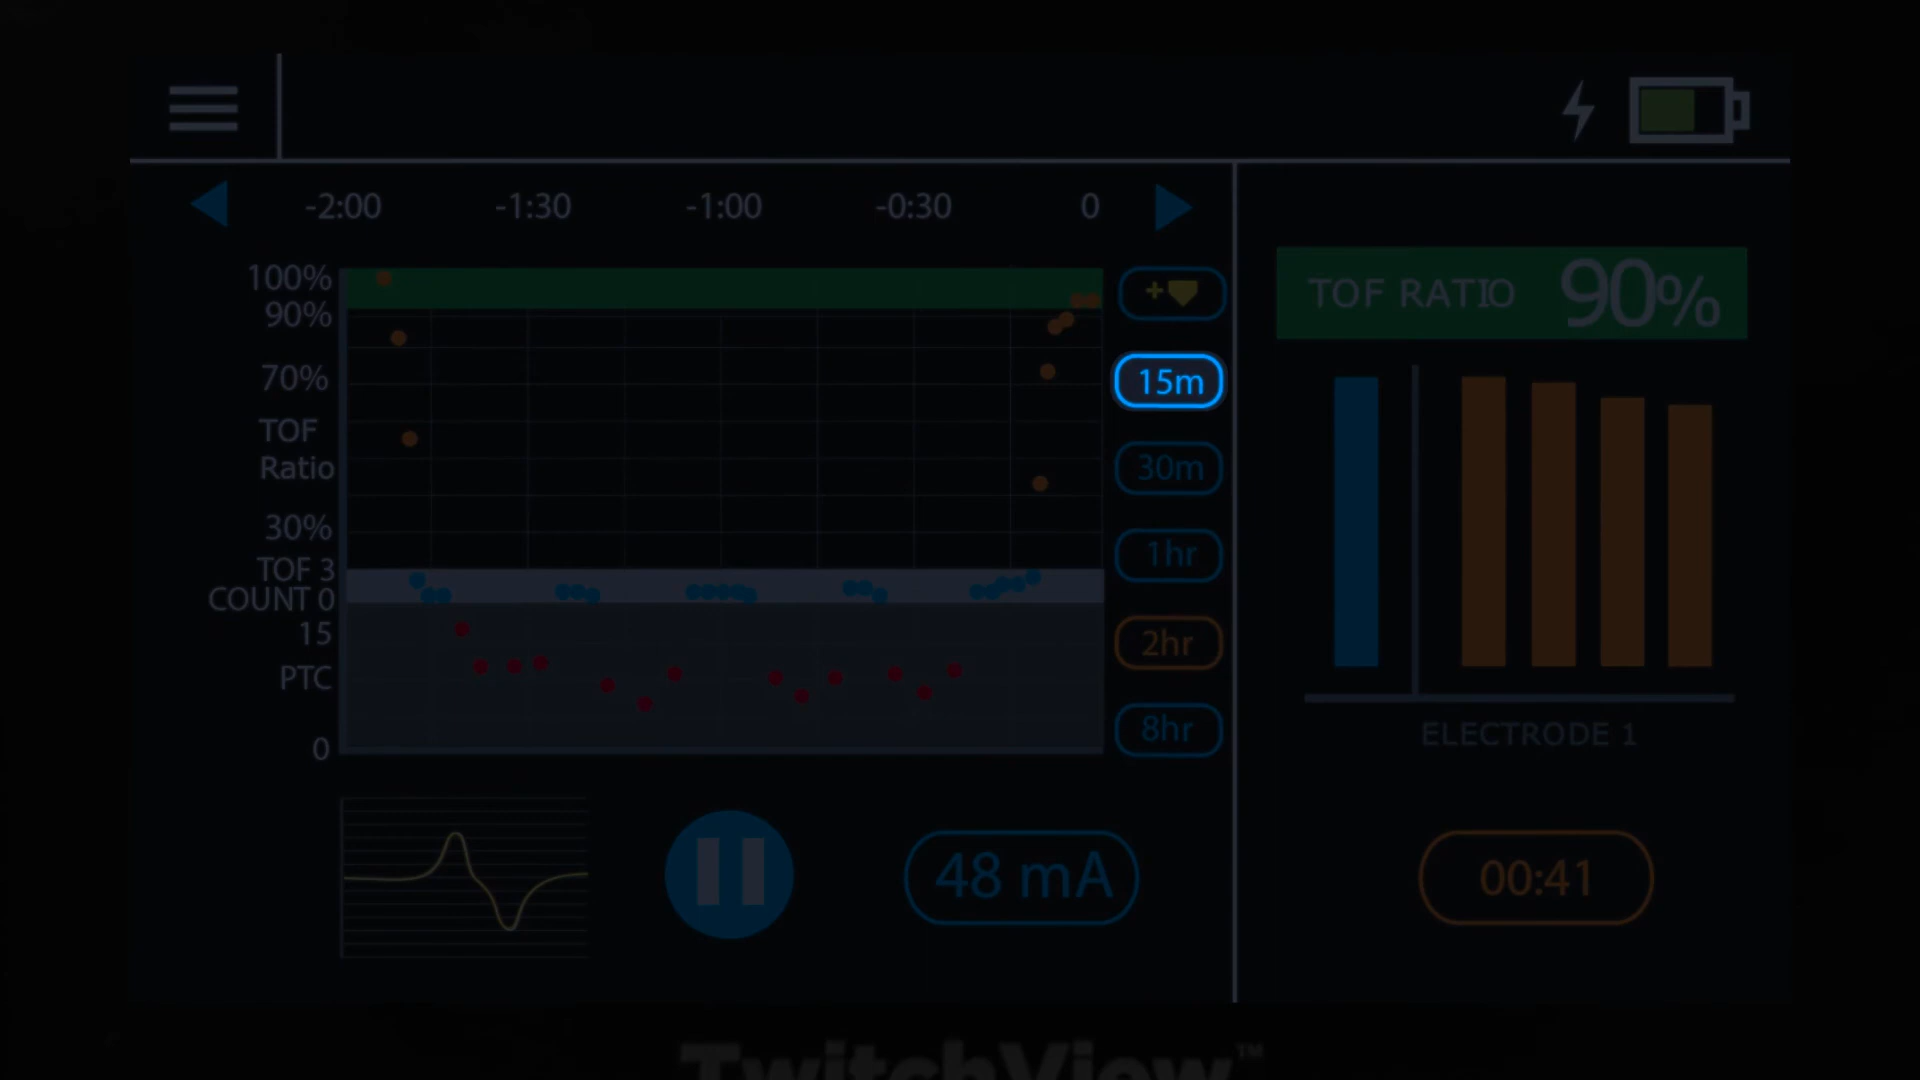 -2:00 -1:30 -1:00 -0:30 0
100%
90%
70%
TOF
Ratio
30%
TOF 3
COUNT 0
15
PTC
0
+
15m
30m
1hr
2hr
8hr
48 mA
TOF RATIO 90%
ELECTRODE 1
00:41
TwitchView™